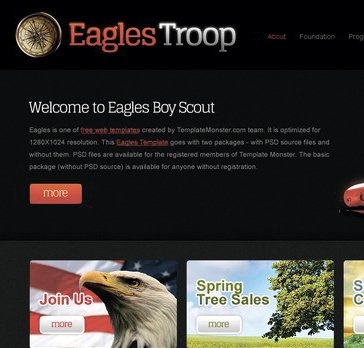 Eagles Troop
About Foundation
Welcome to Eagles Boy Scout
Eagles is one of free web templates created by TemplateMonster.com team. It is optimized for
1280X1024 resolution. This Eagles Template goes with two packages - with PSD source files and
without them. PSD files are available for the registered members of Template Monster. The basic
package (without PSD source) is available for anyone without registration.
more
Join Us
Spring
Tree Sales
more
more